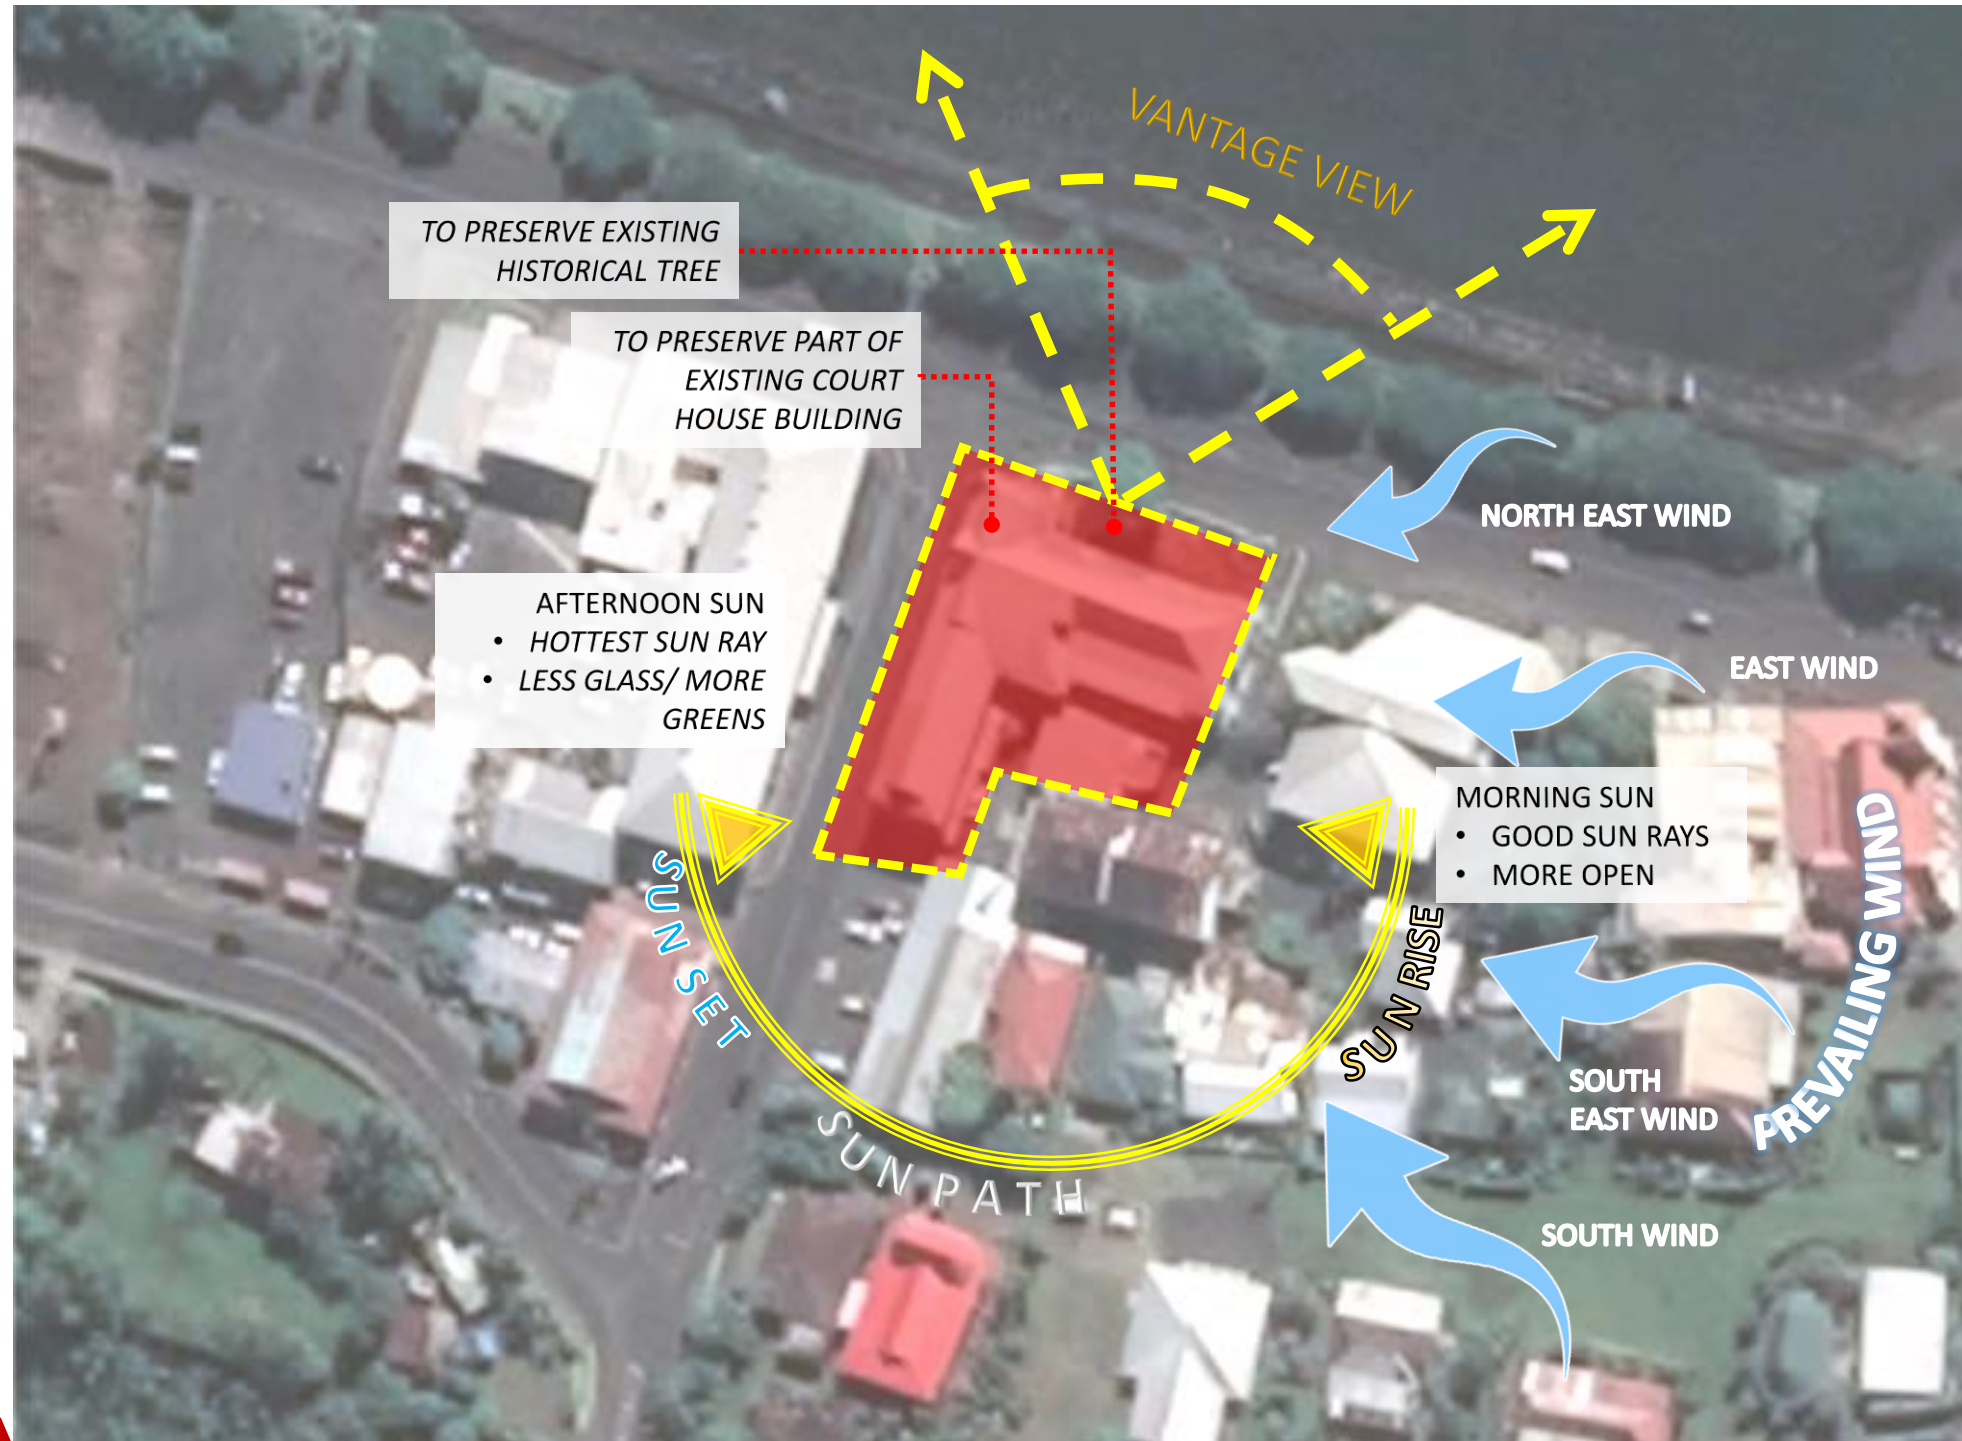 VANTAGE VIEW
TO PRESERVE EXISTING
HISTORICAL TREE
TO PRESERVE PART OF
EXISTING COURT
HOUSE BUILDING
NORTH EAST WIND
AFTERNOON SUN
• HOTTEST SUN RAY
• LESS GLASS/ MORE
GREENS
EAST WIND
MORNING SUN
• GOOD SUN RAYS
• MORE OPEN
PREVAILING WIND
SUN SET
SUN RISE
SUN PATH
SOUTH
EAST WIND
SOUTH WIND